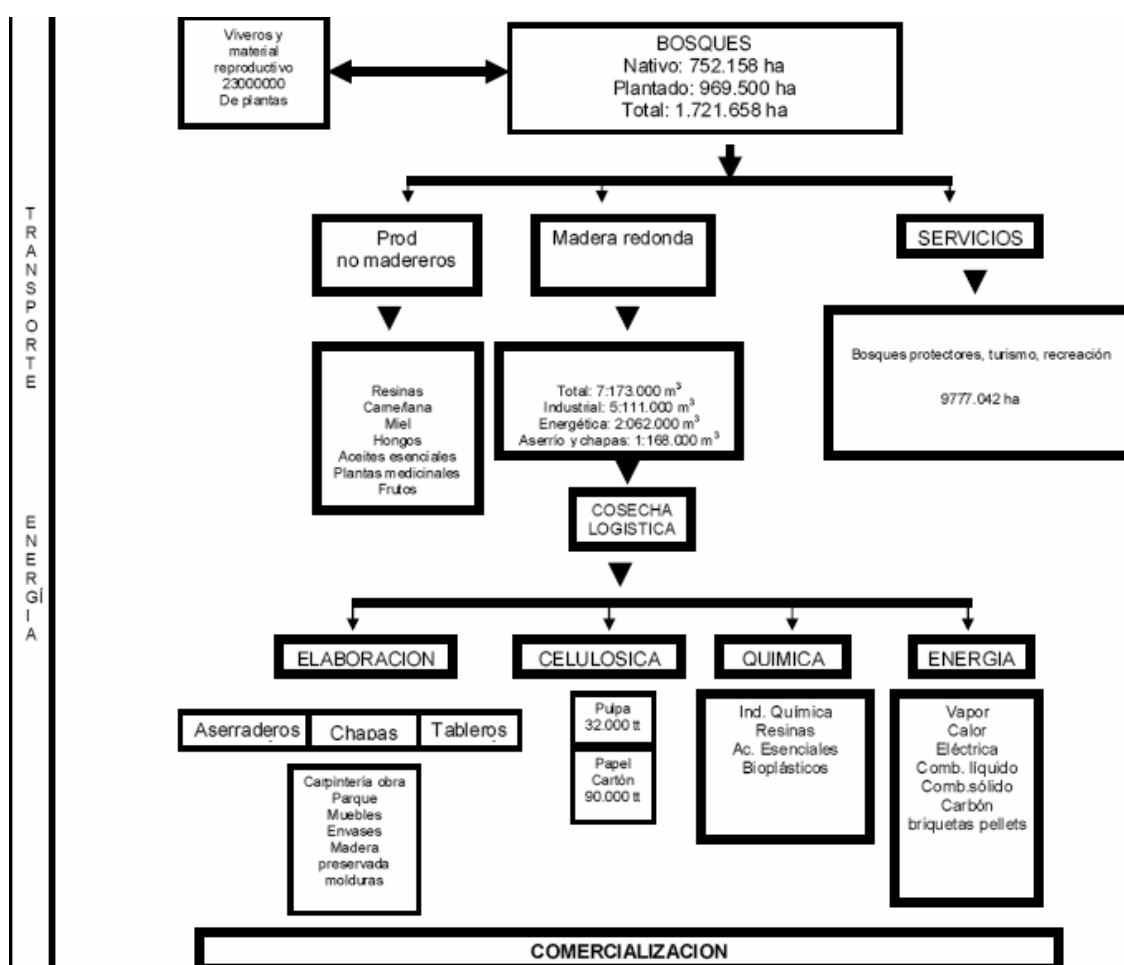 Viveros y
material
reproductivo
23000000
De plantas
BOSQUES
Nativo: 752.158 ha
Plantado: 969.500 ha
Total: 1.721.658 ha
TRANSPORTE
ENERGÍA
Prod
no madereros
Madera redonda
SERVICIOS
Resinas
Carne/lana
Miel
Hongos
Aceites esenciales
Plantas medicinales
Frutos
Total: 7:173.000 m³
Industrial: 5:111.000 m³
Energética: 2:062.000 m³
Aserrío y chapas: 1:168.000 m³
Bosques protectores, turismo, recreación
9777.042 ha
COSECHA
LOGISTICA
ELABORACION
CELULOSICA
QUIMICA
ENERGIA
Aserraderos
Chapas
Tableros
Carpintería obra
Parque
Muebles
Envases
Madera
preservada
molduras
Pulpa
32.000 tt
Papel
Cartón
90.000 tt
Ind. Química
Resinas
Ac. Esenciales
Bioplásticos
Vapor
Calor
Eléctrica
Comb. líquido
Comb.sólido
Carbón
briquetas pellets
COMERCIALIZACION